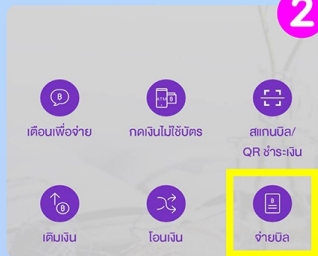 2
เตือนเพื่อจ่าย
กดเงินไม่ใช้บัตร
สแกนบิล/
QR ชำระเงิน
เติมเงิน
โอนเงิน
จ่ายบิล